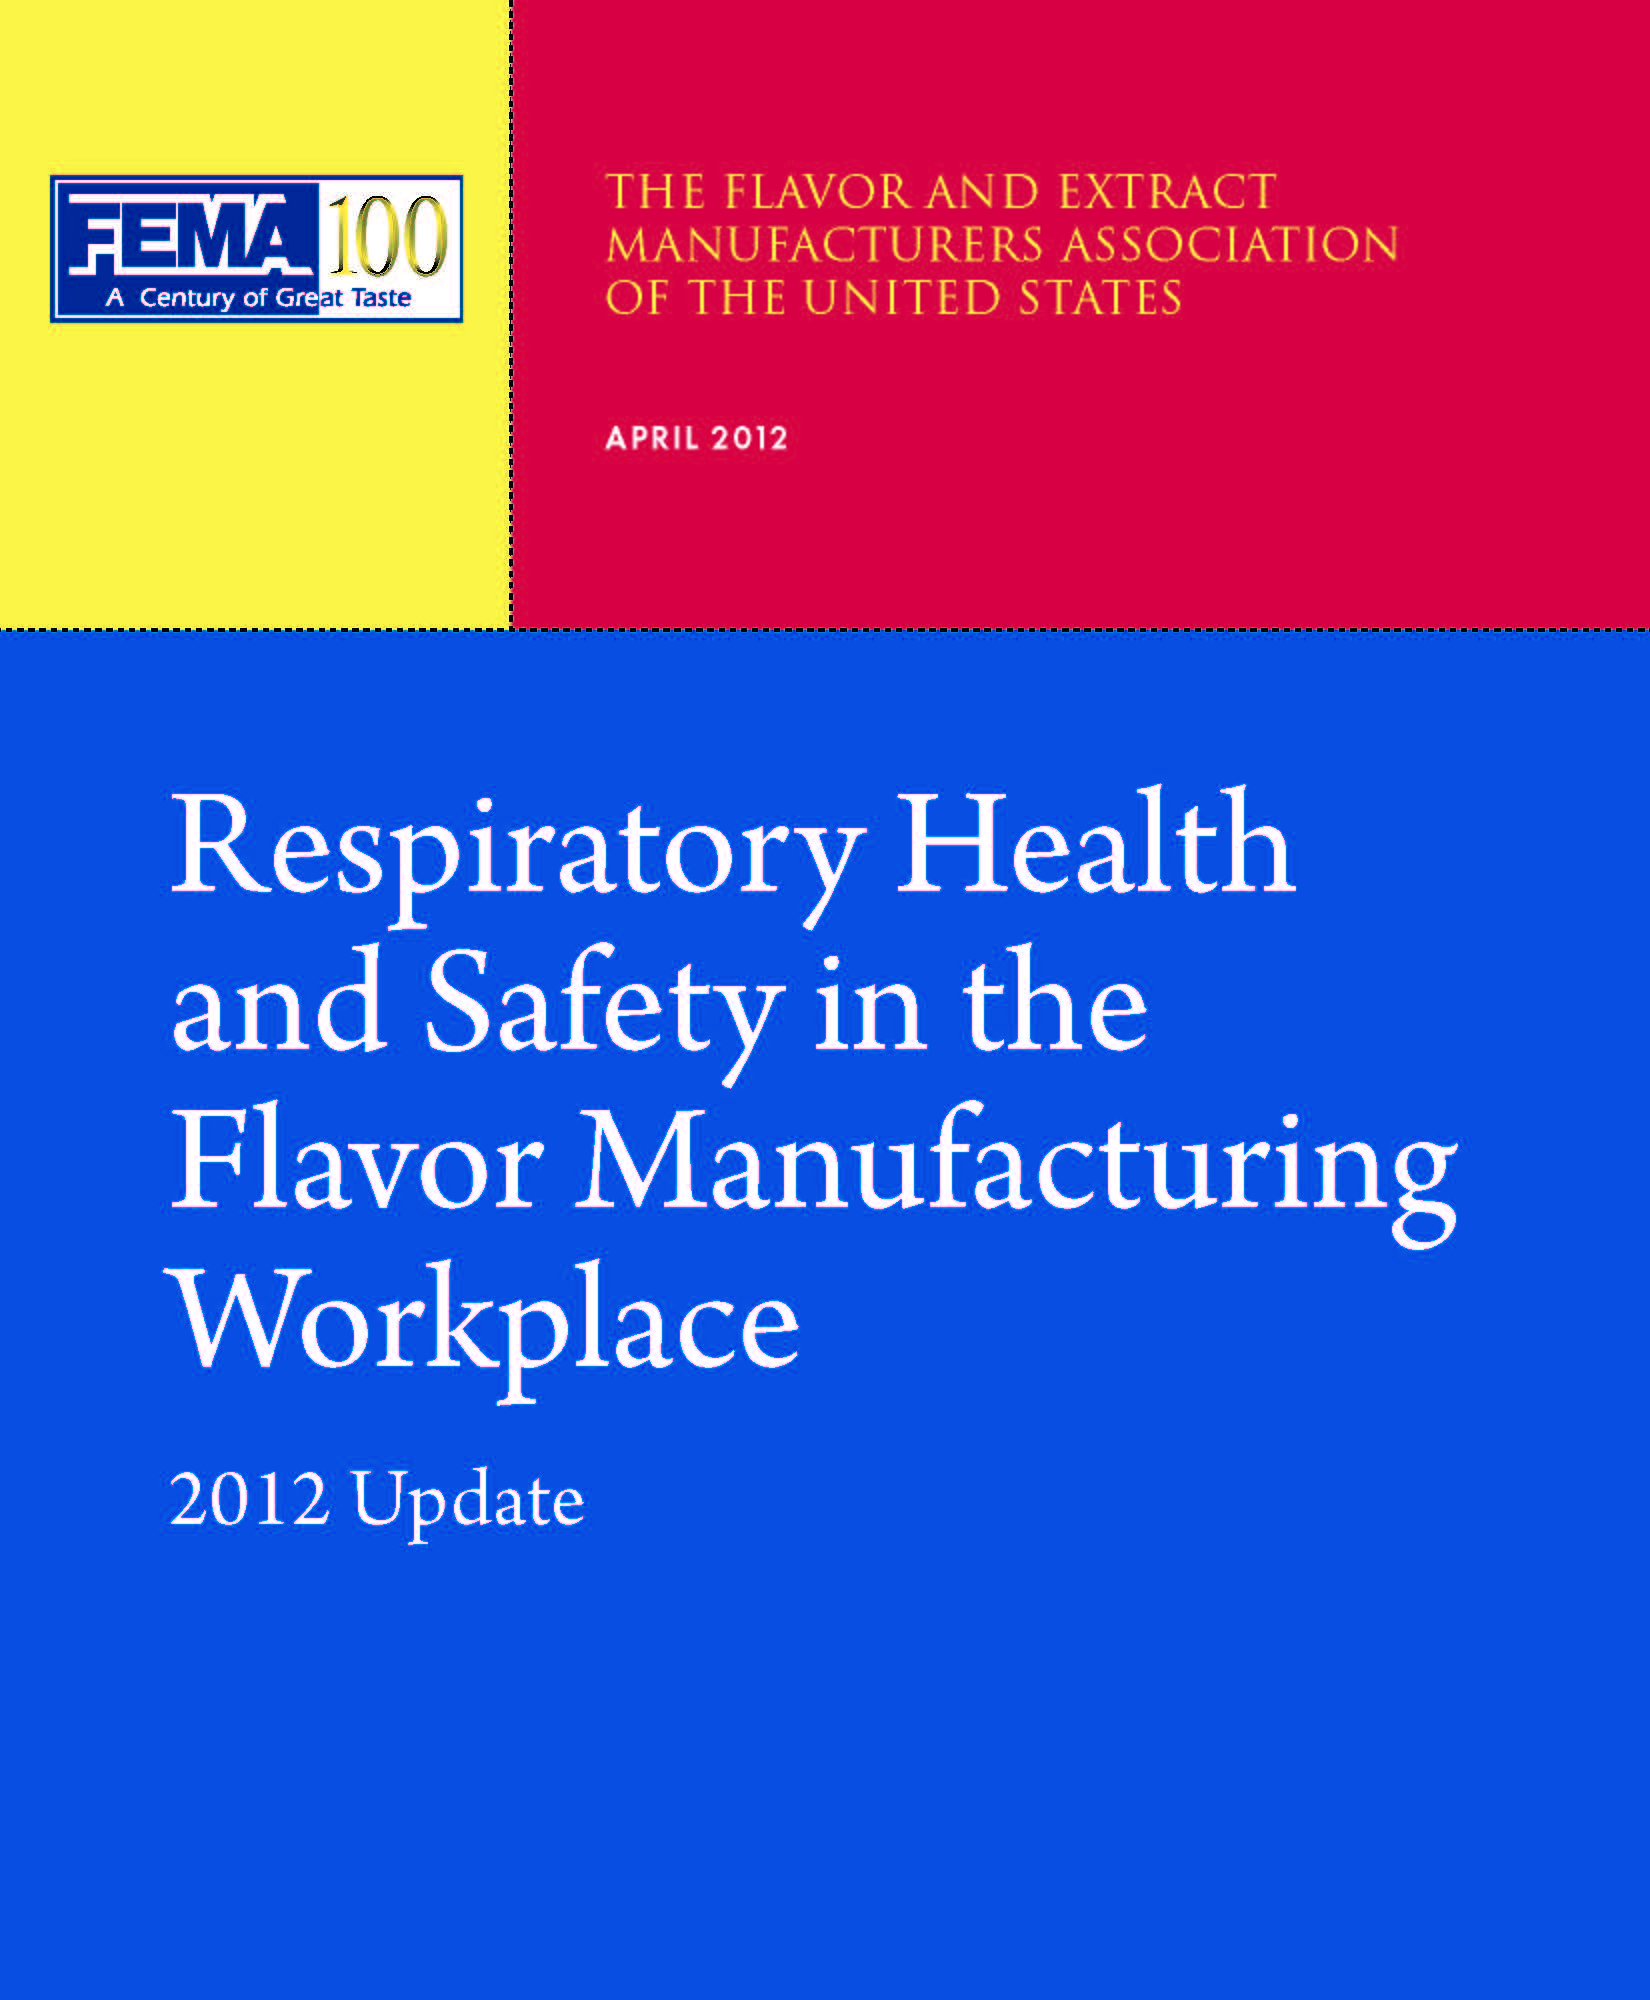 FEMA 100
A Century of Great Taste
THE FLAVOR AND EXTRACT
MANUFACTURERS ASSOCIATION
OF THE UNITED STATES
APRIL 2012
Respiratory Health
and Safety in the
Flavor Manufacturing
Workplace
2012 Update